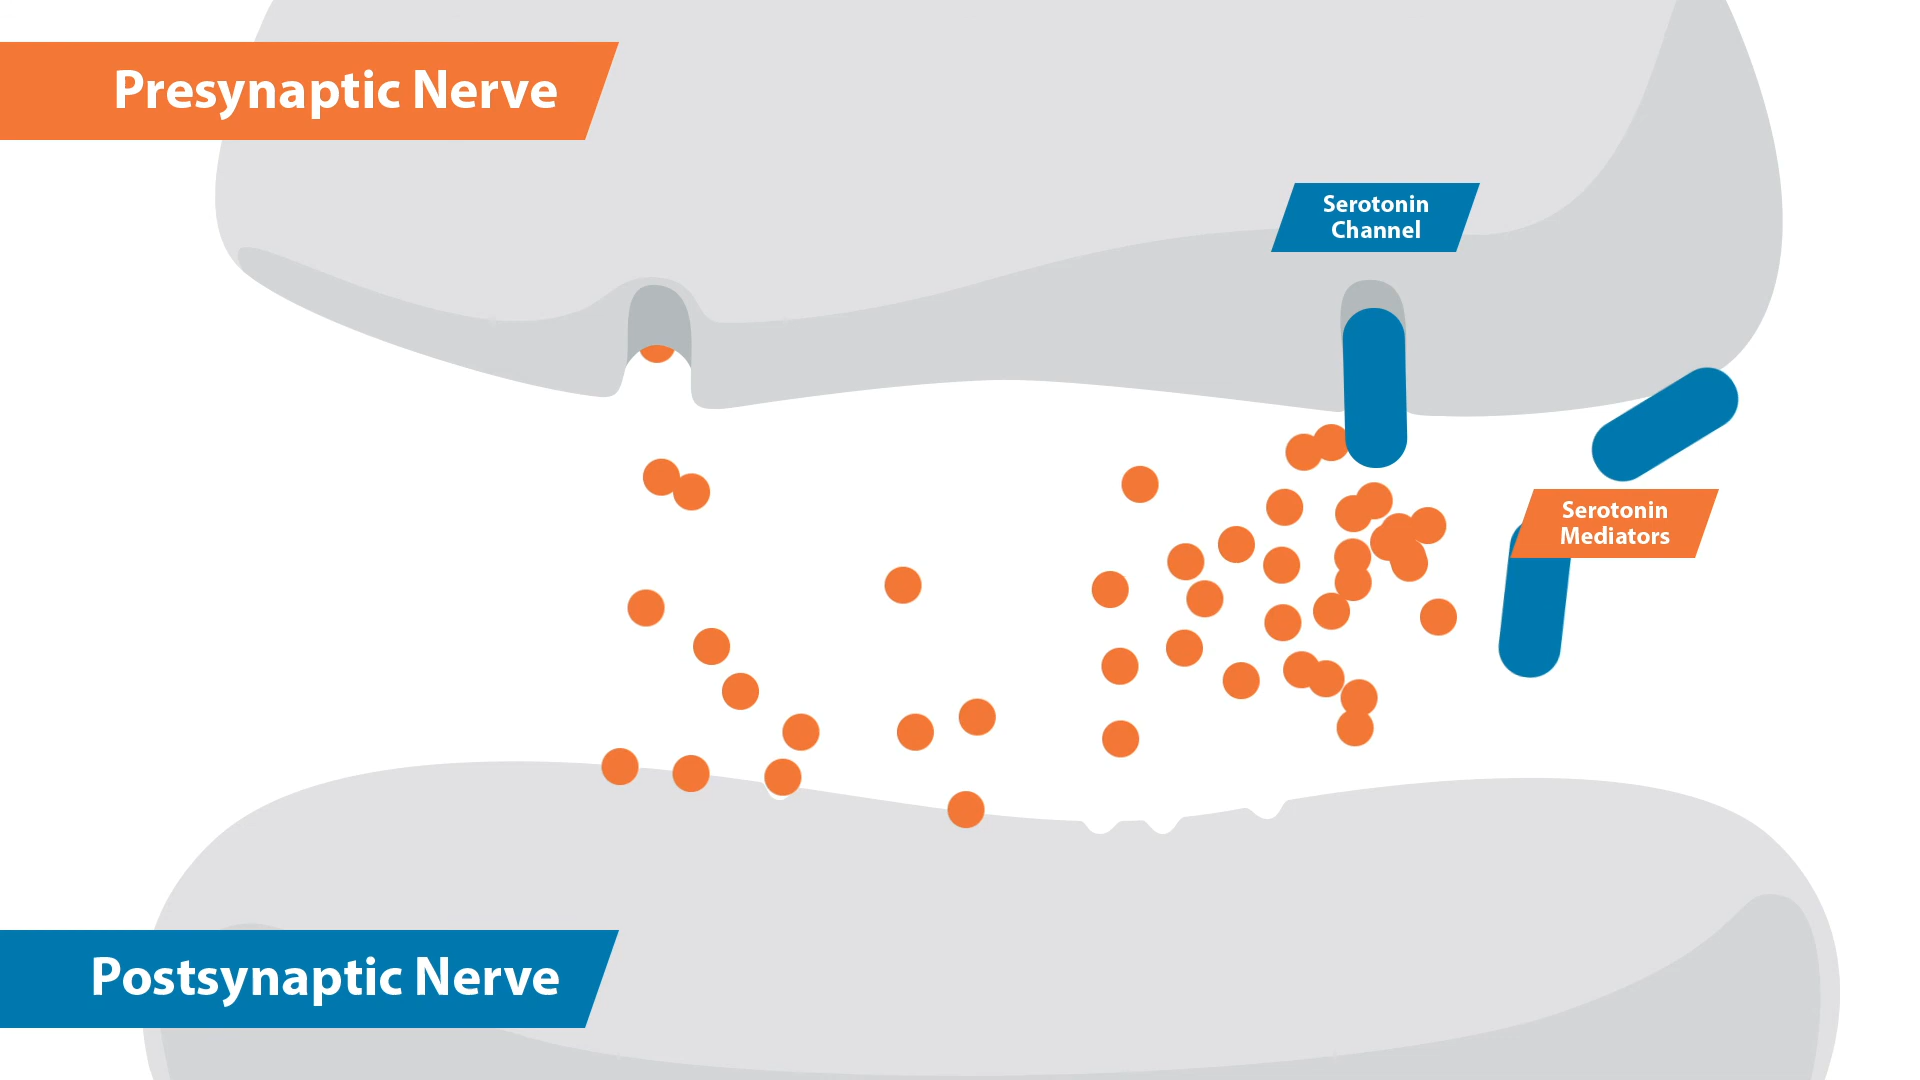 Presynaptic Nerve
Serotonin
Channel
Serotonin
Mediators
Postsynaptic Nerve